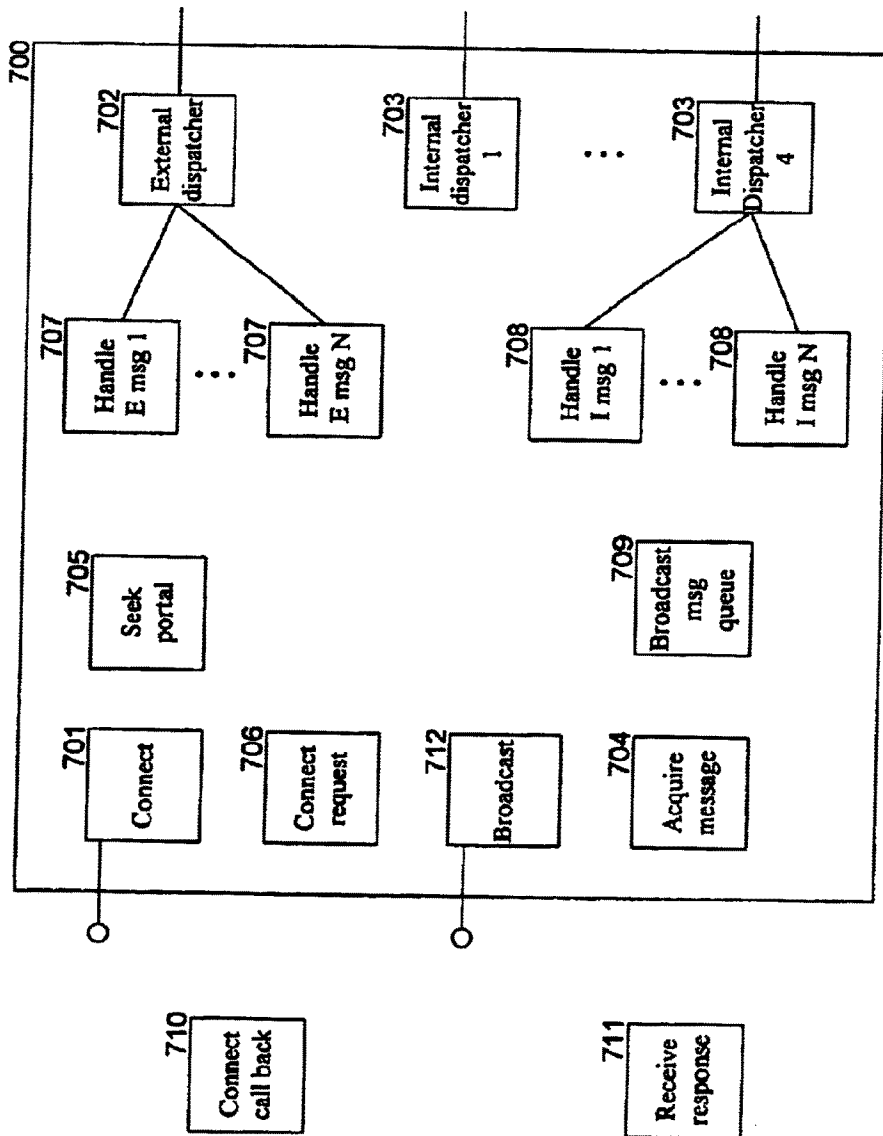 700
710
Connect
call back
711
Receive
response
701
Connect
706
Connect
request
712
Broadcast
704
Acquire
message
705
Seek
portal
709
Broadcast
msg
queue
707
Handle
E msg 1
707
Handle
E msg N
708
Handle
I msg 1
708
Handle
I msg N
702
External
dispatcher
703
Internal
dispatcher
1
703
Internal
Dispatcher
4